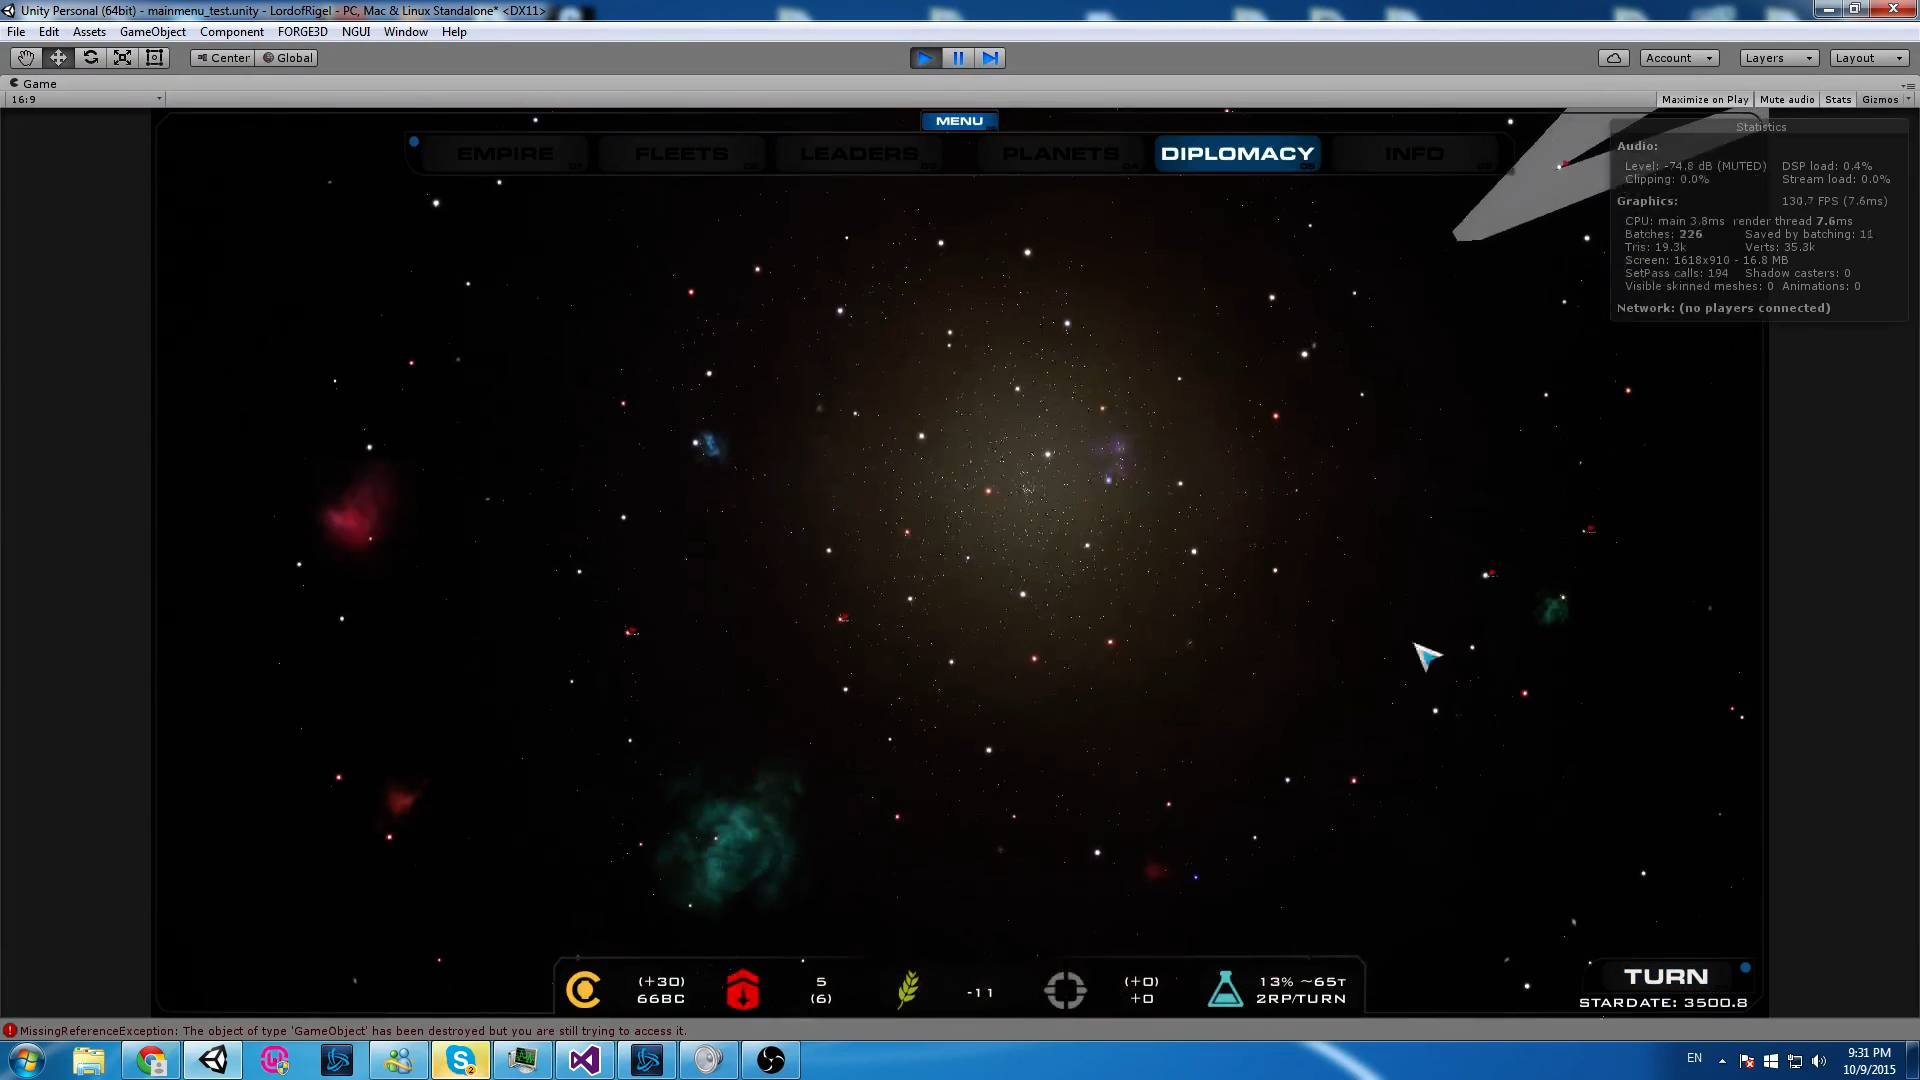 Unity Personal (64bit) - mainmenu_test.unity - LordofRigel - PC, Mac & Linux Standalone* <DX11>
File Edit Assets GameObject Component FORGE3D NGUI Window Help
Center Global Account Layers Layout
Game
16:9 Maximize on Play Mute audio Stats Gizmos
MENU
EMPIRE FLEETS LEADERS PLANETS DIPLOMACY INFO
Statistics
Audio:
Level: -74.8 dB (MUTED) DSP load: 0.4%
Clipping: 0.0% Stream load: 0.0%
Graphics: 130.7 FPS (7.6ms)
CPU: main 3.8ms render thread 7.6ms
Batches: 226 Saved by batching: 11
Tris: 19.3k Verts: 35.3k
Screen: 1618x910 - 16.8 MB
SetPass calls: 194 Shadow casters: 0
Visible skinned meshes: 0 Animations: 0
Network: (no players connected)
(+30) 5 (+0) 13% ~65T
66BC (6) -11 +0 2RP/TURN
TURN
STARDATE: 3500.8
MissingReferenceException: The object of type 'GameObject' has been destroyed but you are still trying to access it.
EN 9:31 PM
10/9/2015